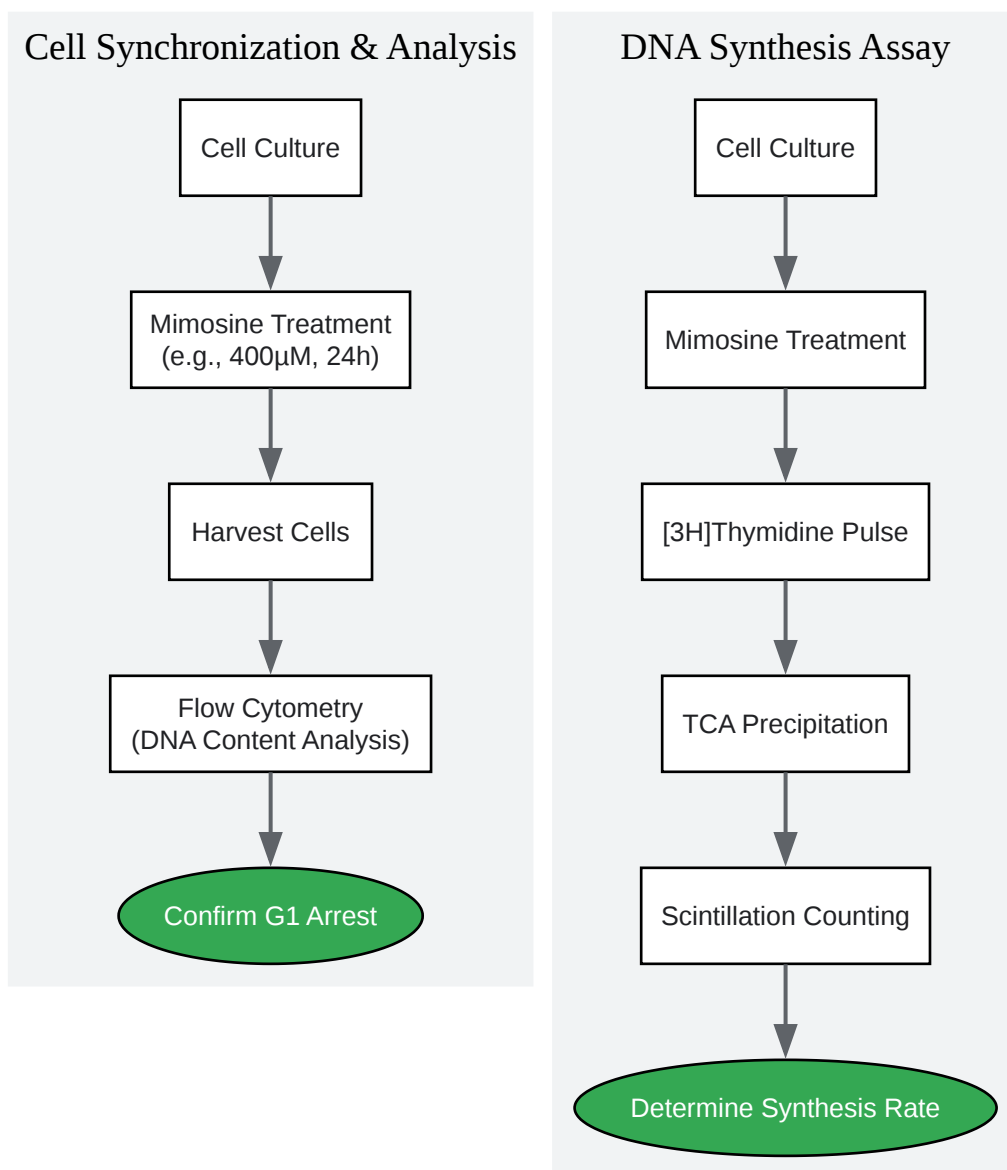 Cell Synchronization & Analysis
Cell Culture
Mimosine Treatment
(e.g., 400µM, 24h)
Harvest Cells
Flow Cytometry
(DNA Content Analysis)
Confirm G1 Arrest
DNA Synthesis Assay
Cell Culture
Mimosine Treatment
[3H]Thymidine Pulse
TCA Precipitation
Scintillation Counting
Determine Synthesis Rate